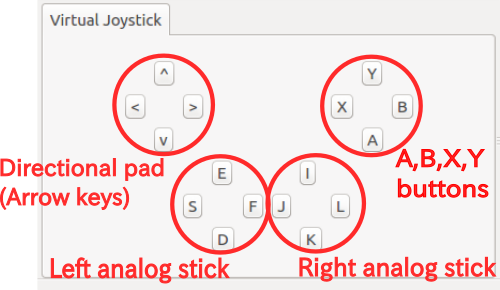 Virtual Joystick
^
Y
< >
X B
v
A
Directional pad
(Arrow keys)
A,B,X,Y
buttons
E
I
S F J L
D
K
Left analog stick
Right analog stick